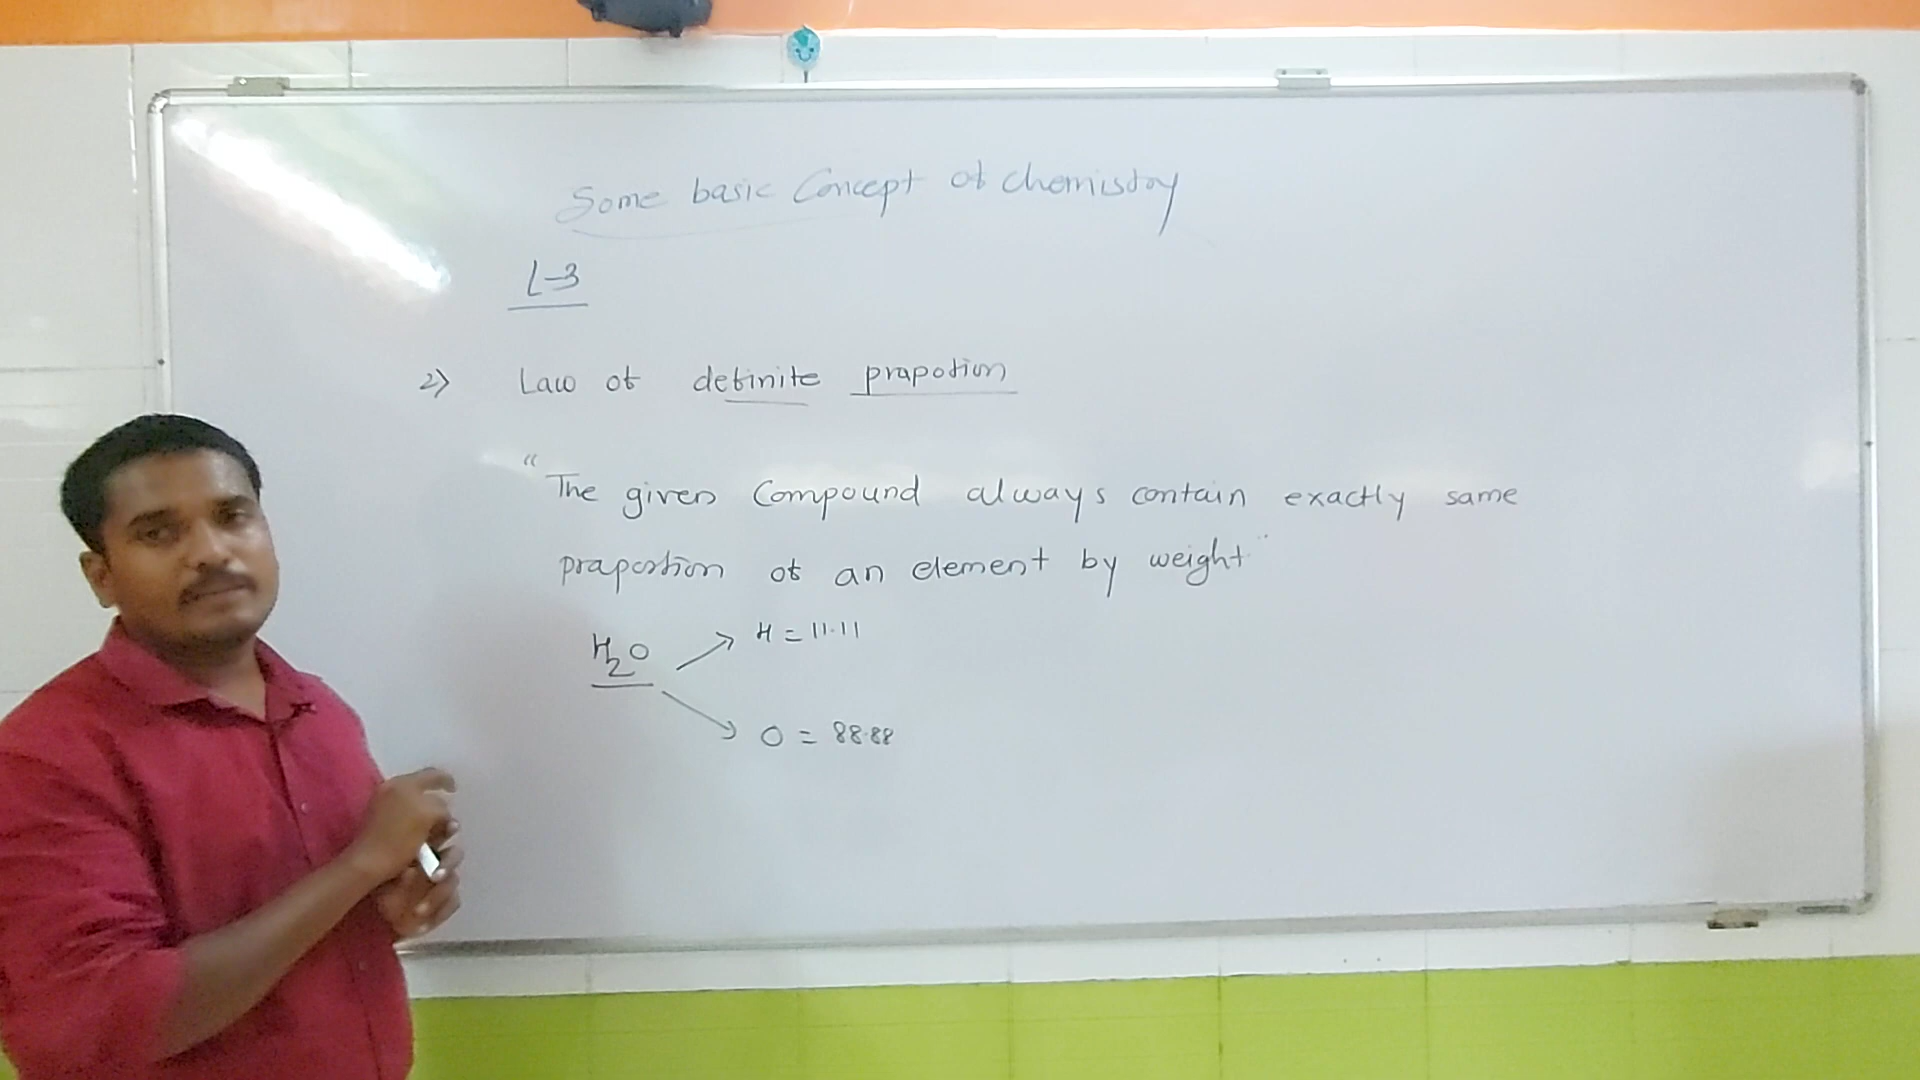 Some basic Concept of chemistry
L-3
2) Law of definite prapotion
"The given Compound always contain exactly same
praportion of an element by weight"
H2O
H = 11.11
O = 88.88